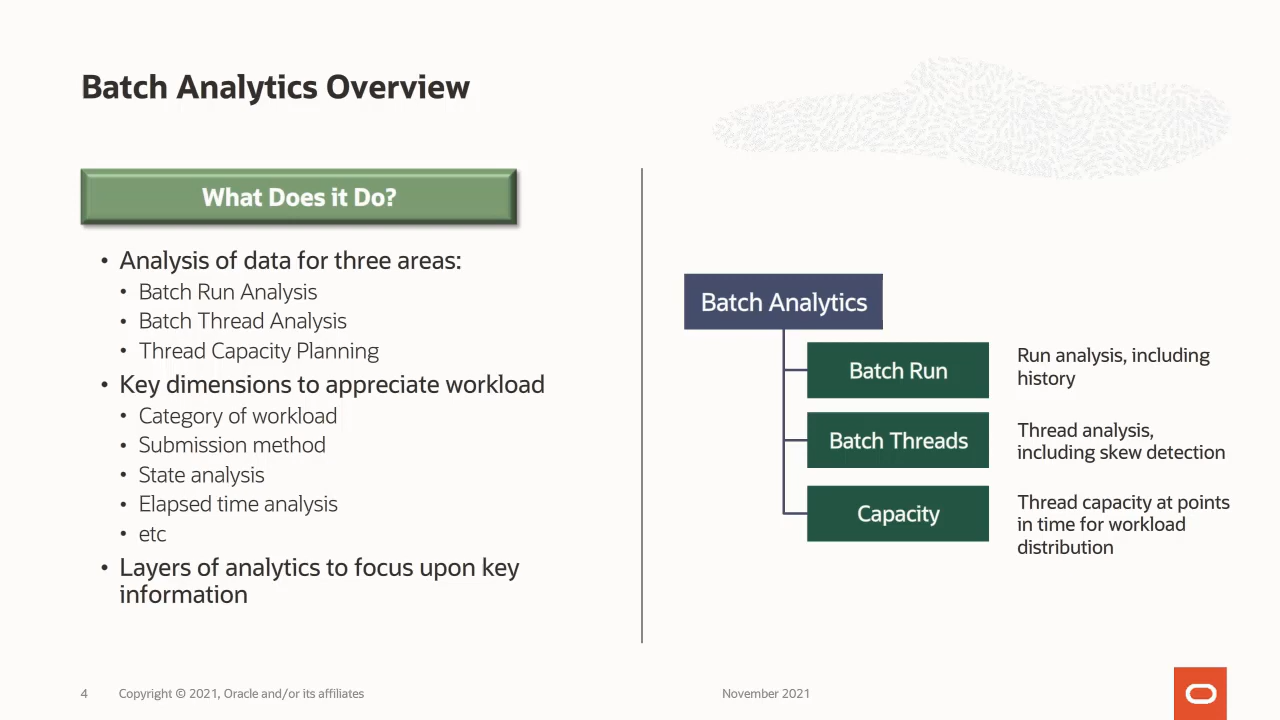 Batch Analytics Overview
What Does it Do?
• Analysis of data for three areas:
• Batch Run Analysis
• Batch Thread Analysis
• Thread Capacity Planning
• Key dimensions to appreciate workload
• Category of workload
• Submission method
• State analysis
• Elapsed time analysis
• etc
• Layers of analytics to focus upon key
information
Batch Analytics
Batch Run
Run analysis, including
history
Batch Threads
Thread analysis,
including skew detection
Capacity
Thread capacity at points
in time for workload
distribution
4
Copyright © 2021, Oracle and/or its affiliates
November 2021